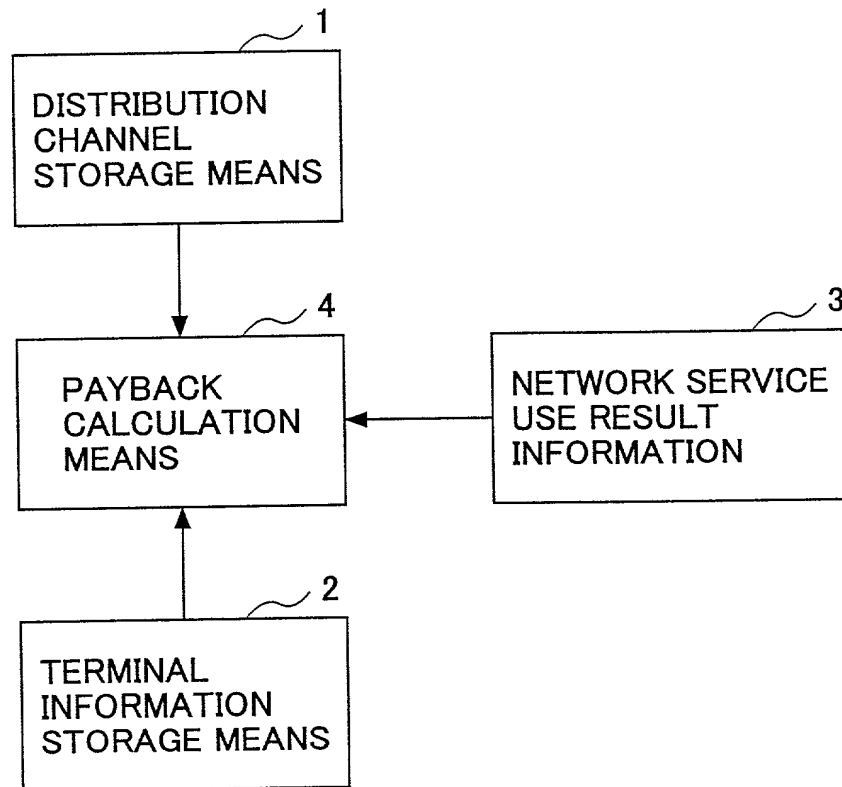 1
DISTRIBUTION
CHANNEL
STORAGE MEANS
4
PAYBACK
CALCULATION
MEANS
3
NETWORK SERVICE
USE RESULT
INFORMATION
2
TERMINAL
INFORMATION
STORAGE MEANS